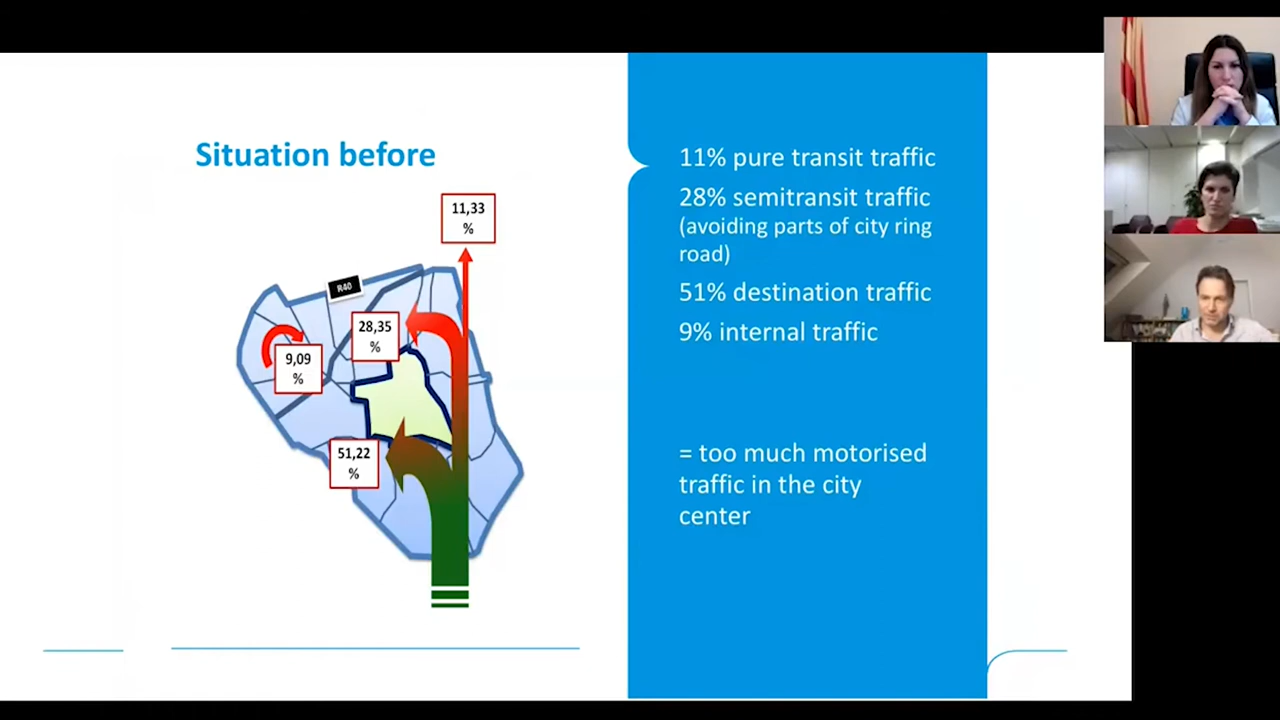 Situation before
11,33
%
R40
28,35
%
9,09
%
51,22
%
11% pure transit traffic
28% semitransit traffic
(avoiding parts of city ring
road)
51% destination traffic
9% internal traffic
= too much motorised
traffic in the city
center